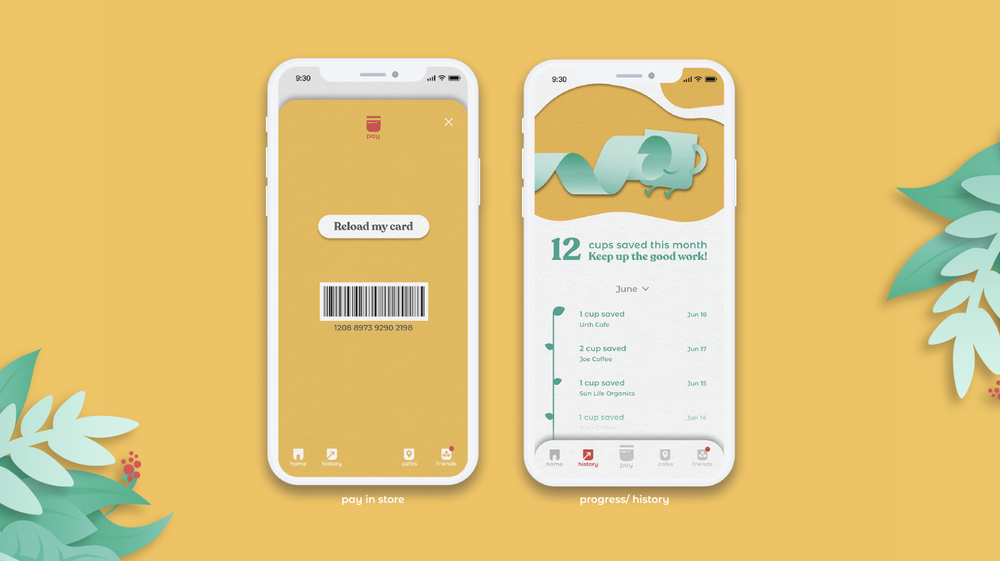 9:30
pay
Reload my card
1208 8973 9290 2198
home
history
cafes
friends
pay in store
9:30
12
cups saved this month
Keep up the good work!
June
1 cup saved
Jun 18
Urth Cafe
2 cup saved
Jun 17
Joe Coffee
1 cup saved
Jun 15
Sun Life Organics
1 cup saved
Jun 14
home
history
pay
cafes
friends
progress/ history